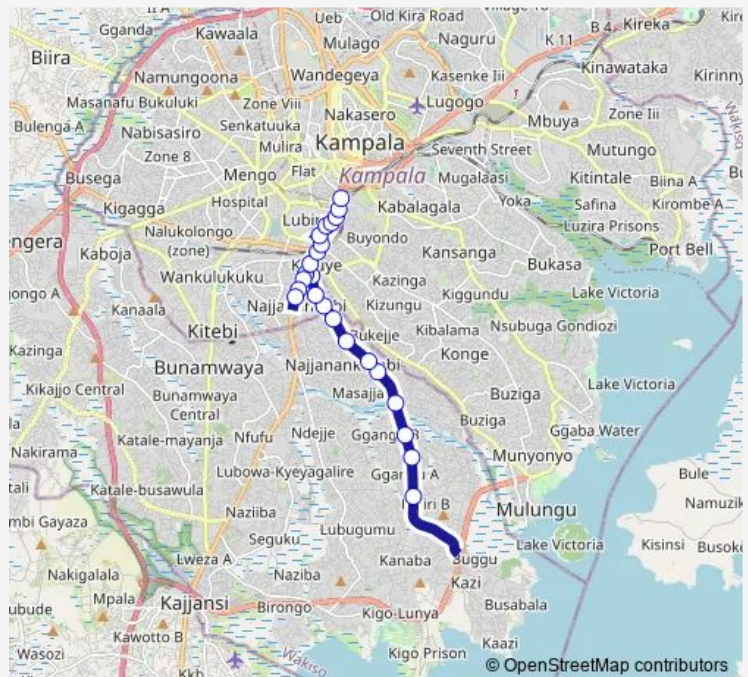 Old Kira Road
Ueb
Kireka
Gganda
Kawaala
Naguru
K 11
B 4
Mulago
Kinawataka
Biira
Namungoona
Wandegeya
Kasenke Iii
1
Lugogo
Masanafu Bukuluki
Zone Viii
Nakasero
Mbuya
Zone Iii
Bulenga A
Nabisasiro
Senkatuuka
Mulira
Kampala
Seventh Street
Mutungo
Zone 8
Busega
Mengo
Flat
Kampala
Mugalaasi
Kitintale
Biina A
Kigagga
Hospital
Kabalagala
Yoka
Safina
Kirombe A
Nalukolongo
(zone)
Buyondo
Luzira Prisons
Wakiso
Kaboja
Kansanga
Port Bell
Wankulukuku
Bukasa
Kazinga
Kanaala
Kizungu
Kiggundu
Lake Victoria
Kitebi
Kibalama
Nsubuga Gondiozi
Kazinga
Bunamwaya
Konge
Kikajjo Central
Bunamwaya
Central
Masajja
Buziga
Lake Victoria
Nfufu
Ndejje
Buziga
Ggaba Water
Nakirama
Katale-mayanja
Munyonyo
Lubowa-Kyeyagalire
Bule
Katale-busawula
Mulungu
Naziiba
Lubugumu
Seguku
Lake Victoria
Kisinsi
Lweza A
Kanaba
Buggu
Nakigalala
Naziba
Kazi
Mpala
Kajjansi
Birongo
Kigo-Lunya
Busabala
Kawotto B
Wasozi
Kigo Prison
Kaazi
Wakiso
© OpenStreetMap contributors